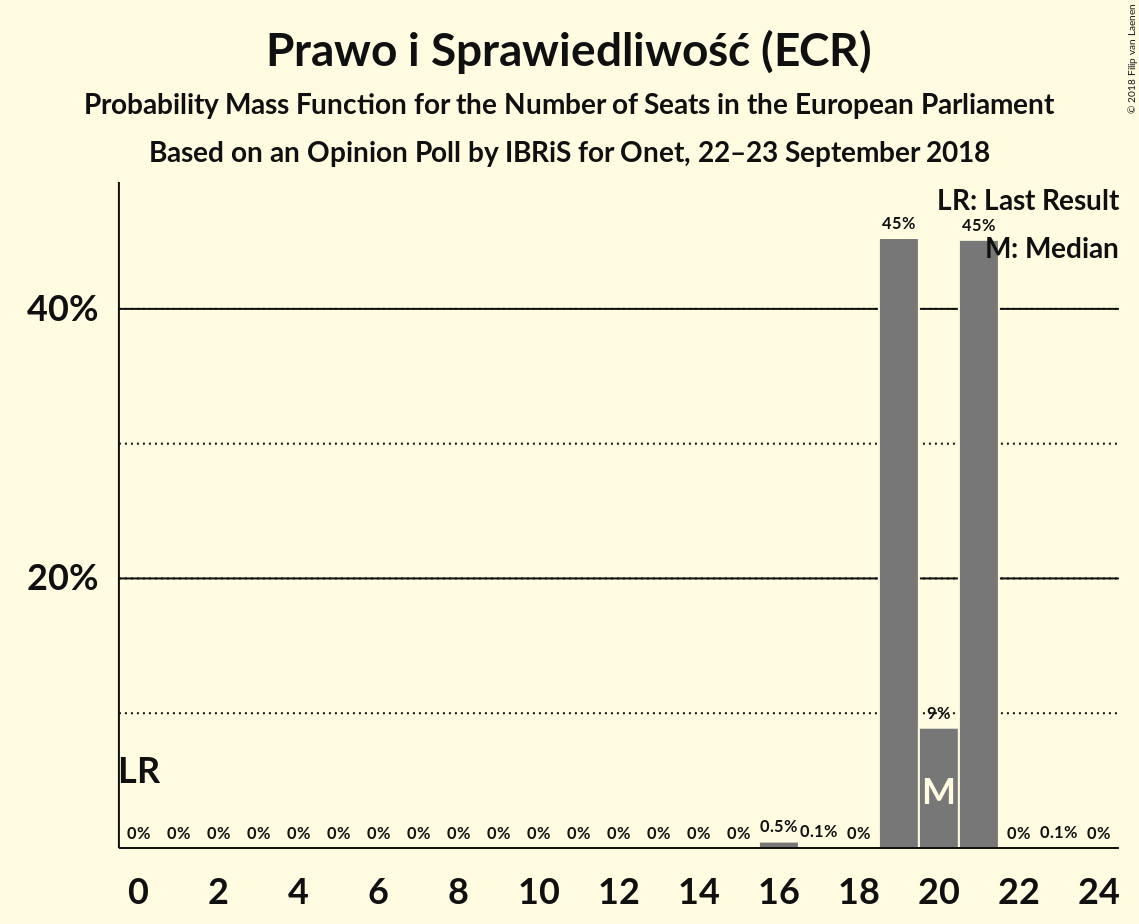 Prawo i Sprawiedliwość (ECR)
Probability Mass Function for the Number of Seats in the European Parliament
Based on an Opinion Poll by IBRiS for Onet, 22–23 September 2018
© 2018 Filip van Laenen
LR: Last Result
M: Median
45%
45%
40%
20%
9%
LR
M
0% 0% 0% 0% 0% 0% 0% 0% 0% 0% 0% 0% 0% 0% 0% 0% 0.5% 0.1% 0% 0% 0.1% 0%
0 2 4 6 8 10 12 14 16 18 20 22 24